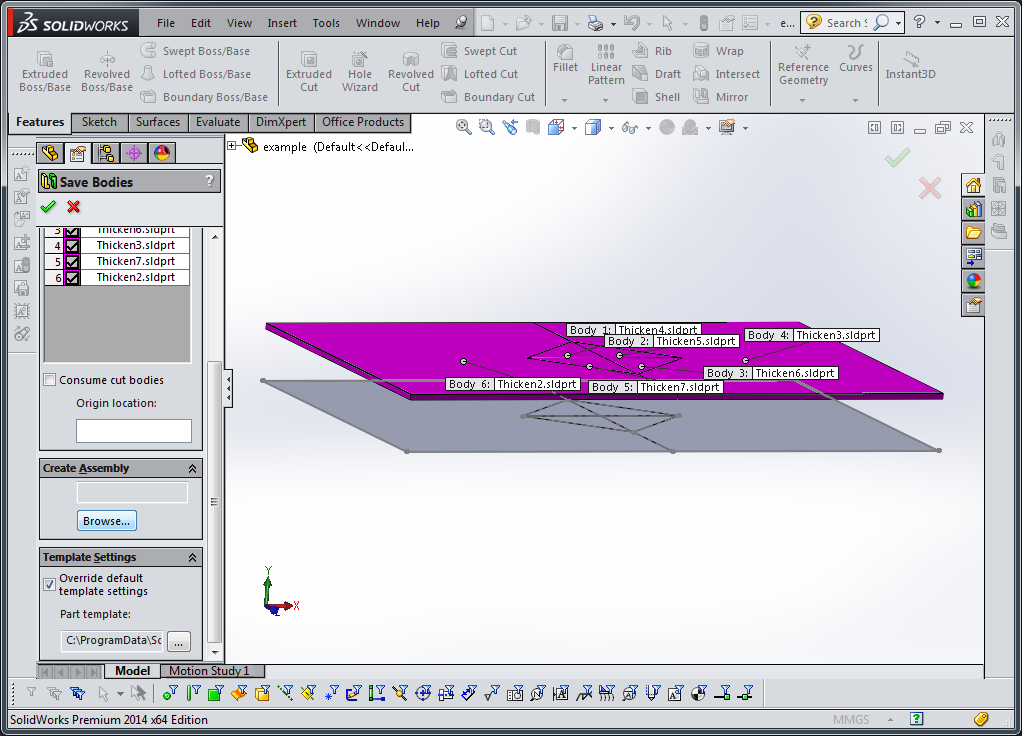 SOLIDWORKS File Edit View Insert Tools Window Help e... Search S
Extruded Boss/Base
Revolved Boss/Base
Swept Boss/Base
Lofted Boss/Base
Boundary Boss/Base
Extruded Cut
Hole Wizard
Revolved Cut
Swept Cut
Lofted Cut
Boundary Cut
Fillet
Linear Pattern
Rib
Draft
Shell
Wrap
Intersect
Mirror
Reference Geometry
Curves
Instant3D
Features Sketch Surfaces Evaluate DimXpert Office Products
example (Default<<Defaul...
Save Bodies ?
3 Thicken6.sldprt
4 Thicken3.sldprt
5 Thicken7.sldprt
6 Thicken2.sldprt
Consume cut bodies
Origin location:
Create Assembly
Browse...
Template Settings
Override default
template settings
Part template:
C:\ProgramData\Sc ...
Body 1: Thicken4.sldprt
Body 2: Thicken5.sldprt
Body 4: Thicken3.sldprt
Body 3: Thicken6.sldprt
Body 6: Thicken2.sldprt
Body 5: Thicken7.sldprt
Y
X
Z
Model Motion Study 1
SolidWorks Premium 2014 x64 Edition MMGS ?